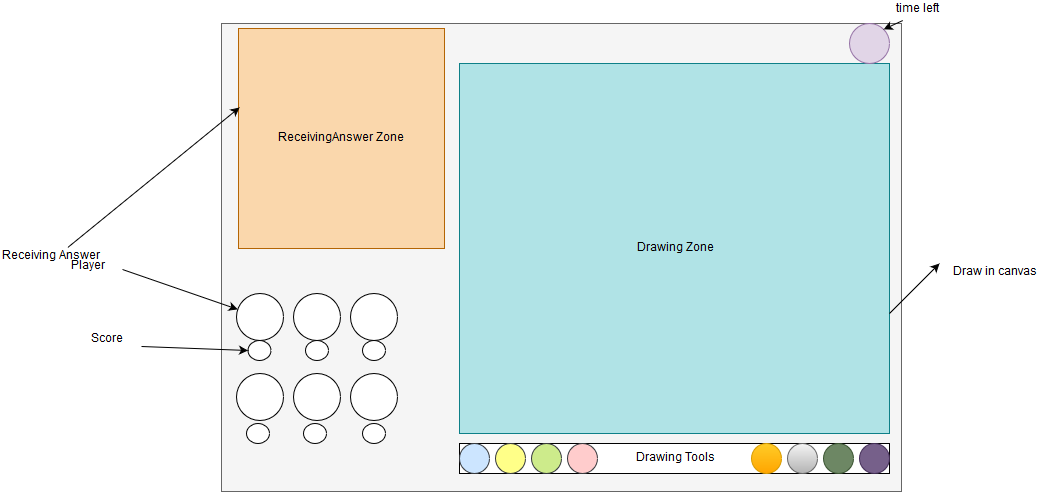 time left
ReceivingAnswer Zone
Drawing Zone
Receiving Answer
Player
Draw in canvas
Score
Drawing Tools